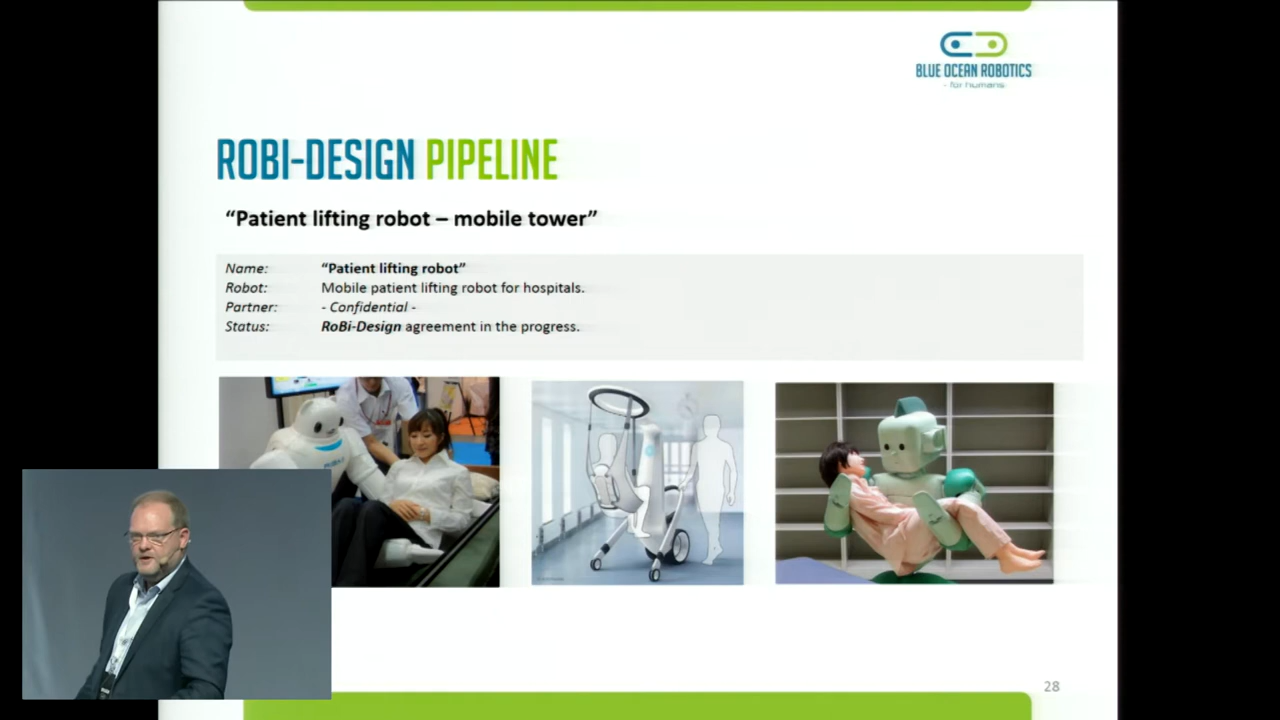 BLUE OCEAN ROBOTICS
- for humans
ROBI-DESIGN PIPELINE
“Patient lifting robot – mobile tower”
Name: “Patient lifting robot”
Robot: Mobile patient lifting robot for hospitals.
Partner: - Confidential -
Status: RoBi-Design agreement in the progress.
28